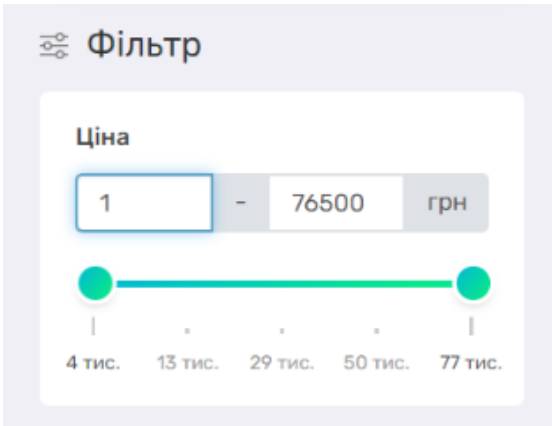 Фільтр
Ціна
1 - 76500 грн
4 тис. 13 тис. 29 тис. 50 тис. 77 тис.